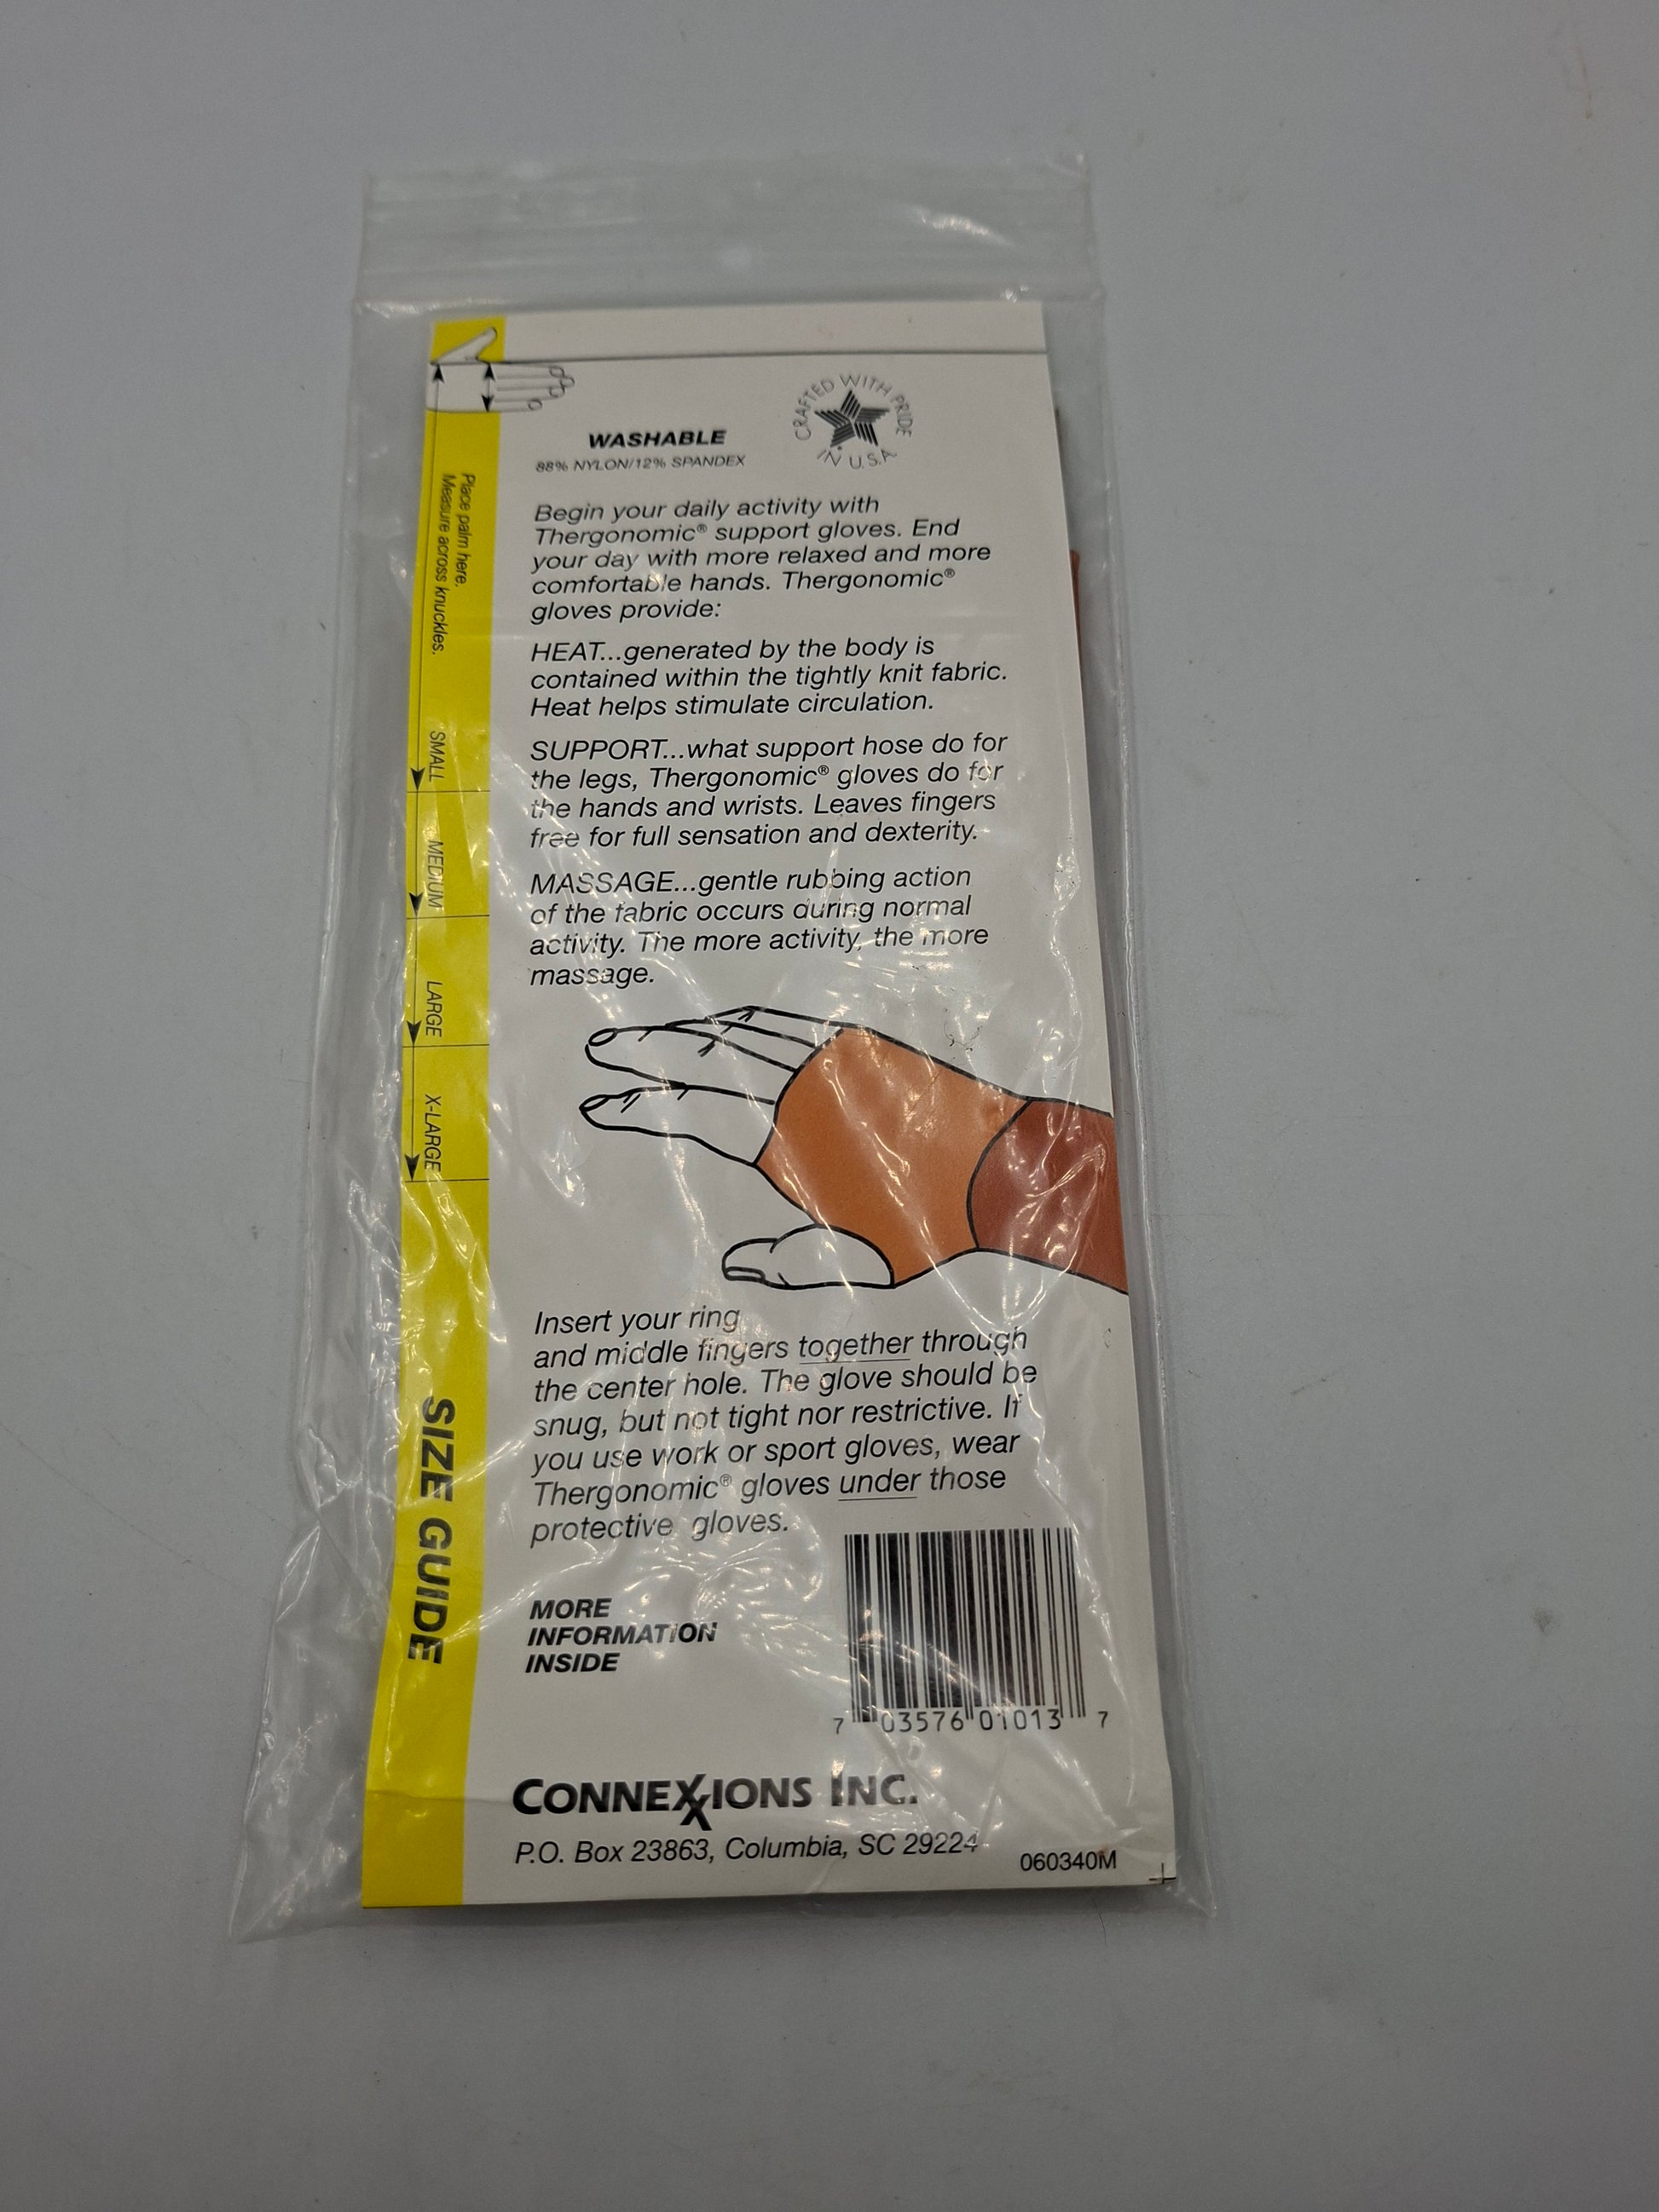 CRAFTED WITH PRIDE
IN U.S.A.
WASHABLE
88% NYLON/12% SPANDEX
Begin your daily activity with
Thergonomic® support gloves. End
your day with more relaxed and more
comfortable hands. Thergonomic®
gloves provide:
HEAT...generated by the body is
contained within the tightly knit fabric.
Heat helps stimulate circulation.
SUPPORT...what support hose do for
the legs, Thergonomic® gloves do for
the hands and wrists. Leaves fingers
free for full sensation and dexterity.
MASSAGE...gentle rubbing action
of the fabric occurs during normal
activity. The more activity, the more
massage.
Insert your ring
and middle fingers together through
the center hole. The glove should be
snug, but not tight nor restrictive. If
you use work or sport gloves, wear
Thergonomic® gloves under those
protective gloves.
MORE
INFORMATION
INSIDE
7 03576 01013 7
CONNEXXIONS INC.
P.O. Box 23863, Columbia, SC 29224
060340M
Place palm here.
Measure across knuckles.
SMALL
MEDIUM
LARGE
X-LARGE
SIZE GUIDE